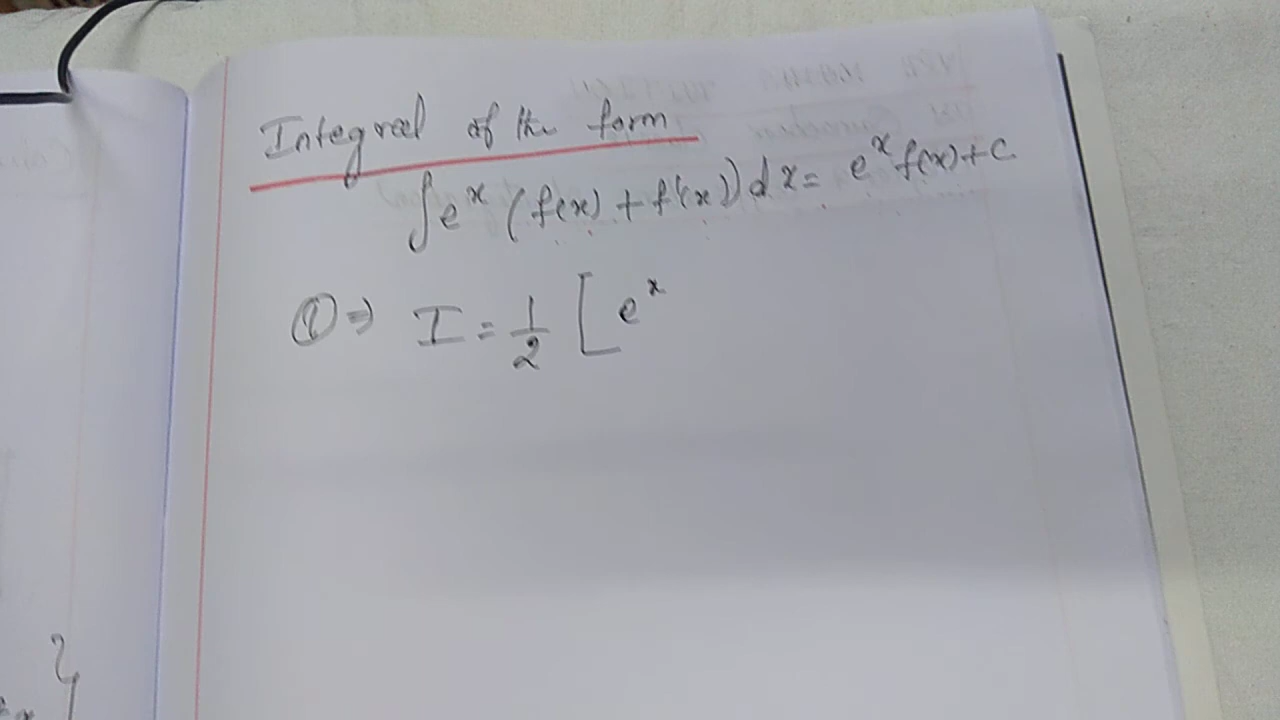 Integral of the form
∫e^x (f(x) + f'(x))dx = e^x f(x) + c
① ⇒ I = 1/2 [ e^x